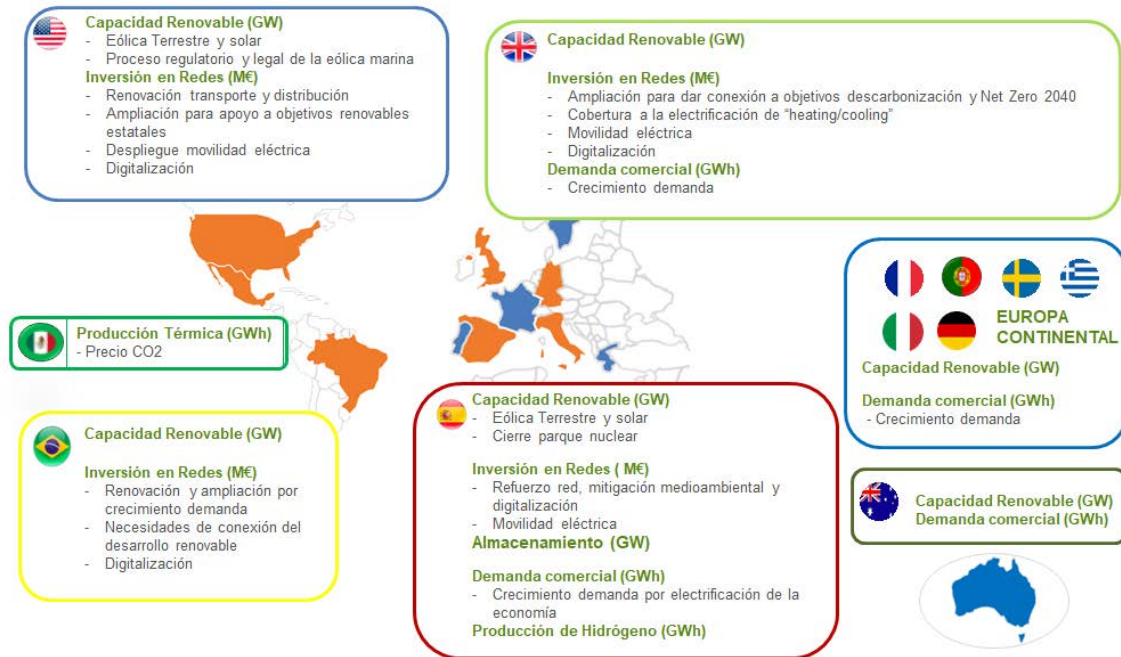 Capacidad Renovable (GW)
- Eólica Terrestre y solar
- Proceso regulatorio y legal de la eólica marina
Inversión en Redes (M€)
- Renovación transporte y distribución
- Ampliación para apoyo a objetivos renovables
estatales
- Despliegue movilidad eléctrica
- Digitalización
Capacidad Renovable (GW)
Inversión en Redes (M€)
- Ampliación para dar conexión a objetivos descarbonización y Net Zero 2040
- Cobertura a la electrificación de “heating/cooling”
- Movilidad eléctrica
- Digitalización
Demanda comercial (GWh)
- Crecimiento demanda
Producción Térmica (GWh)
- Precio CO2
EUROPA
CONTINENTAL
Capacidad Renovable (GW)
Demanda comercial (GWh)
- Crecimiento demanda
Capacidad Renovable (GW)
Inversión en Redes (M€)
- Renovación y ampliación por
crecimiento demanda
- Necesidades de conexión del
desarrollo renovable
- Digitalización
Capacidad Renovable (GW)
- Eólica Terrestre y solar
- Cierre parque nuclear
Inversión en Redes ( M€)
- Refuerzo red, mitigación medioambiental y
digitalización
- Movilidad eléctrica
Almacenamiento (GW)
Demanda comercial (GWh)
- Crecimiento demanda por electrificación de la
economía
Producción de Hidrógeno (GWh)
Capacidad Renovable (GW)
Demanda comercial (GWh)